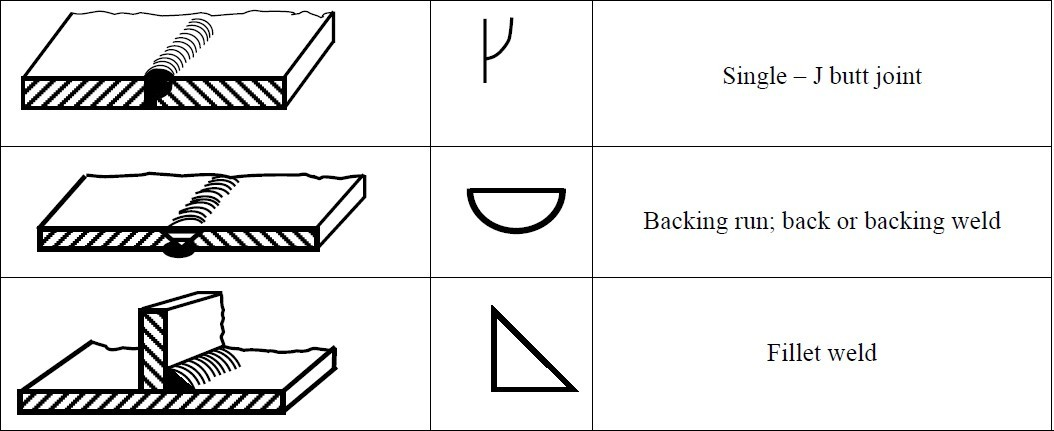 Single – J butt joint
Backing run; back or backing weld
Fillet weld